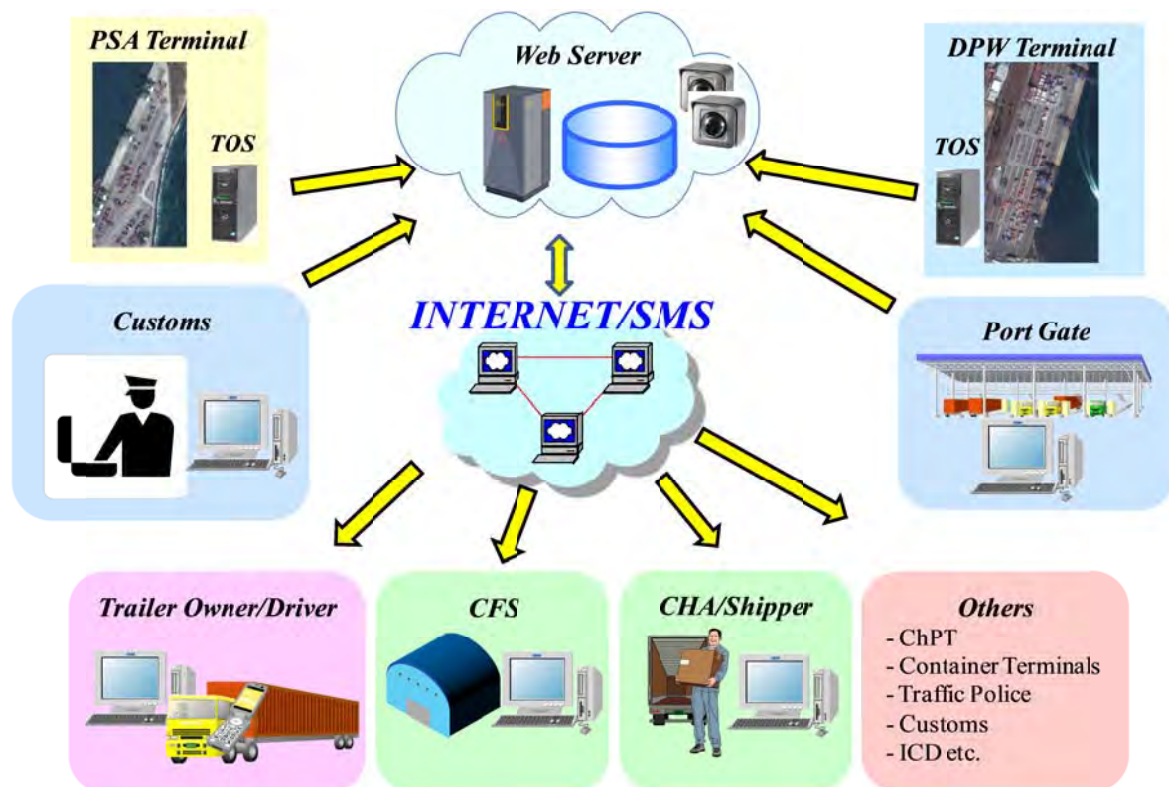 PSA Terminal
TOS
Web Server
DPW Terminal
TOS
Customs
INTERNET/SMS
Port Gate
Trailer Owner/Driver
CFS
CHA/Shipper
Others
- ChPT
- Container Terminals
- Traffic Police
- Customs
- ICD etc.